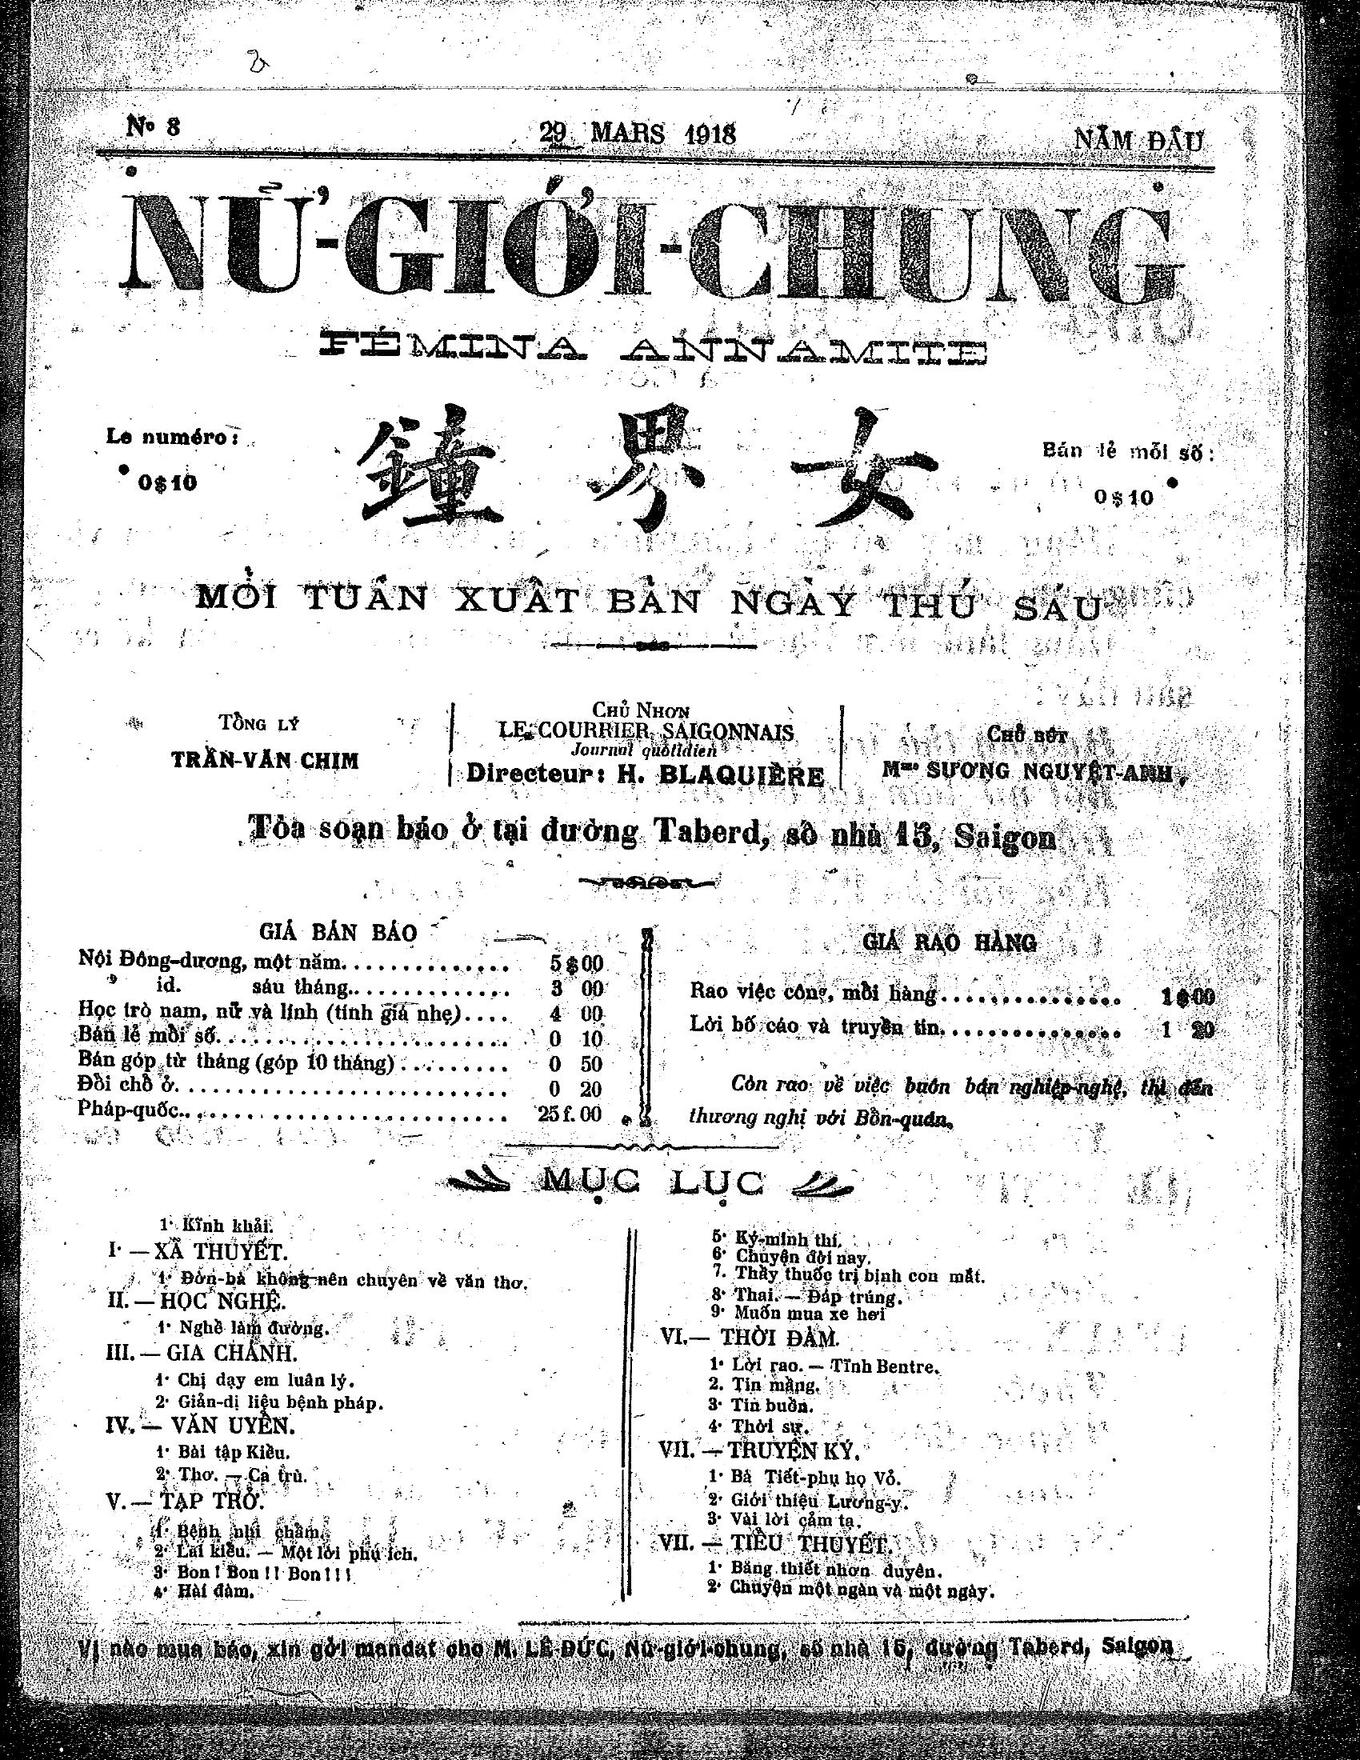 Nº 8 29 MARS 1918 NĂM ĐẦU
NỮ-GIỚI-CHUNG
FÉMINA ANNAMITE
Le numéro:
0$10
鐘 界 女
Bán lẻ mỗi số:
0$10
MỖI TUẦN XUẤT BẢN NGÀY THỨ SÁU
TỔNG LÝ
TRẦN-VĂN CHIM
CHỦ NHƠN
LE COURRIER SAIGONNAIS
Journal quotidien
Directeur: H. BLAQUIÈRE
CHỦ BÚT
Mme SƯƠNG NGUYỆT-ANH
Tòa soạn báo ở tại đường Taberd, số nhà 15, Saigon
GIÁ BÁN BÁO
Nội Đông-dương, một năm.............. 5$00
id. sáu tháng.............. 3 00
Học trò nam, nữ và lính (tính giá nhẹ).... 4 00
Bán lẻ mỗi số........................ 0 10
Bán góp từ tháng (góp 10 tháng)......... 0 50
Đổi chỗ ở........................... 0 20
Pháp-quốc.......................... 25f.00
GIÁ RAO HÀNG
Rao việc công, mỗi hàng............... 1$00
Lời bố cáo và truyền tin............... 1 20
Còn rao về việc buôn bán nghiệp-nghệ, thì đến
thương nghị với Bổn-quán.
MỤC LỤC
1· Kĩnh khải.
I· — XÃ THUYẾT.
1· Đờn-bà không nên chuyên về văn thơ.
II. — HỌC NGHỆ.
1· Nghề làm đường.
III. — GIA CHÁNH.
1· Chị dạy em luân lý.
2· Giản-dị liệu bệnh pháp.
IV. — VĂN UYỂN.
1· Bài tập Kiều.
2· Thơ. — Ca trù.
V. — TẠP TRỞ.
1· Bệnh nhi chẩm.
2· Lai kiều. — Một lời phú ích.
3· Bon! Bon!! Bon!!!
4· Hài đàm.
5· Ký-minh thi.
6· Chuyện đời nay.
7. Thầy thuốc trị bịnh con mắt.
8· Thai. — Đáp trúng.
9· Muốn mua xe hơi
VI. — THỜI ĐÀM.
1· Lời rao. — Tĩnh Bentre.
2. Tin mầng.
3· Tin buồn.
4· Thời sự.
VII. — TRUYỆN KÝ.
1· Bà Tiết-phụ họ Võ.
2· Giới thiệu Lương-y.
3· Vài lời cảm tạ.
VII. — TIỂU THUYẾT.
1· Băng thiết nhơn duyên.
2· Chuyện một ngàn và một ngày.
Vị nào mua báo, xin gởi mandat cho M. LÊ ĐỨC, Nữ-giới-chung, số nhà 15, đường Taberd, Saigon